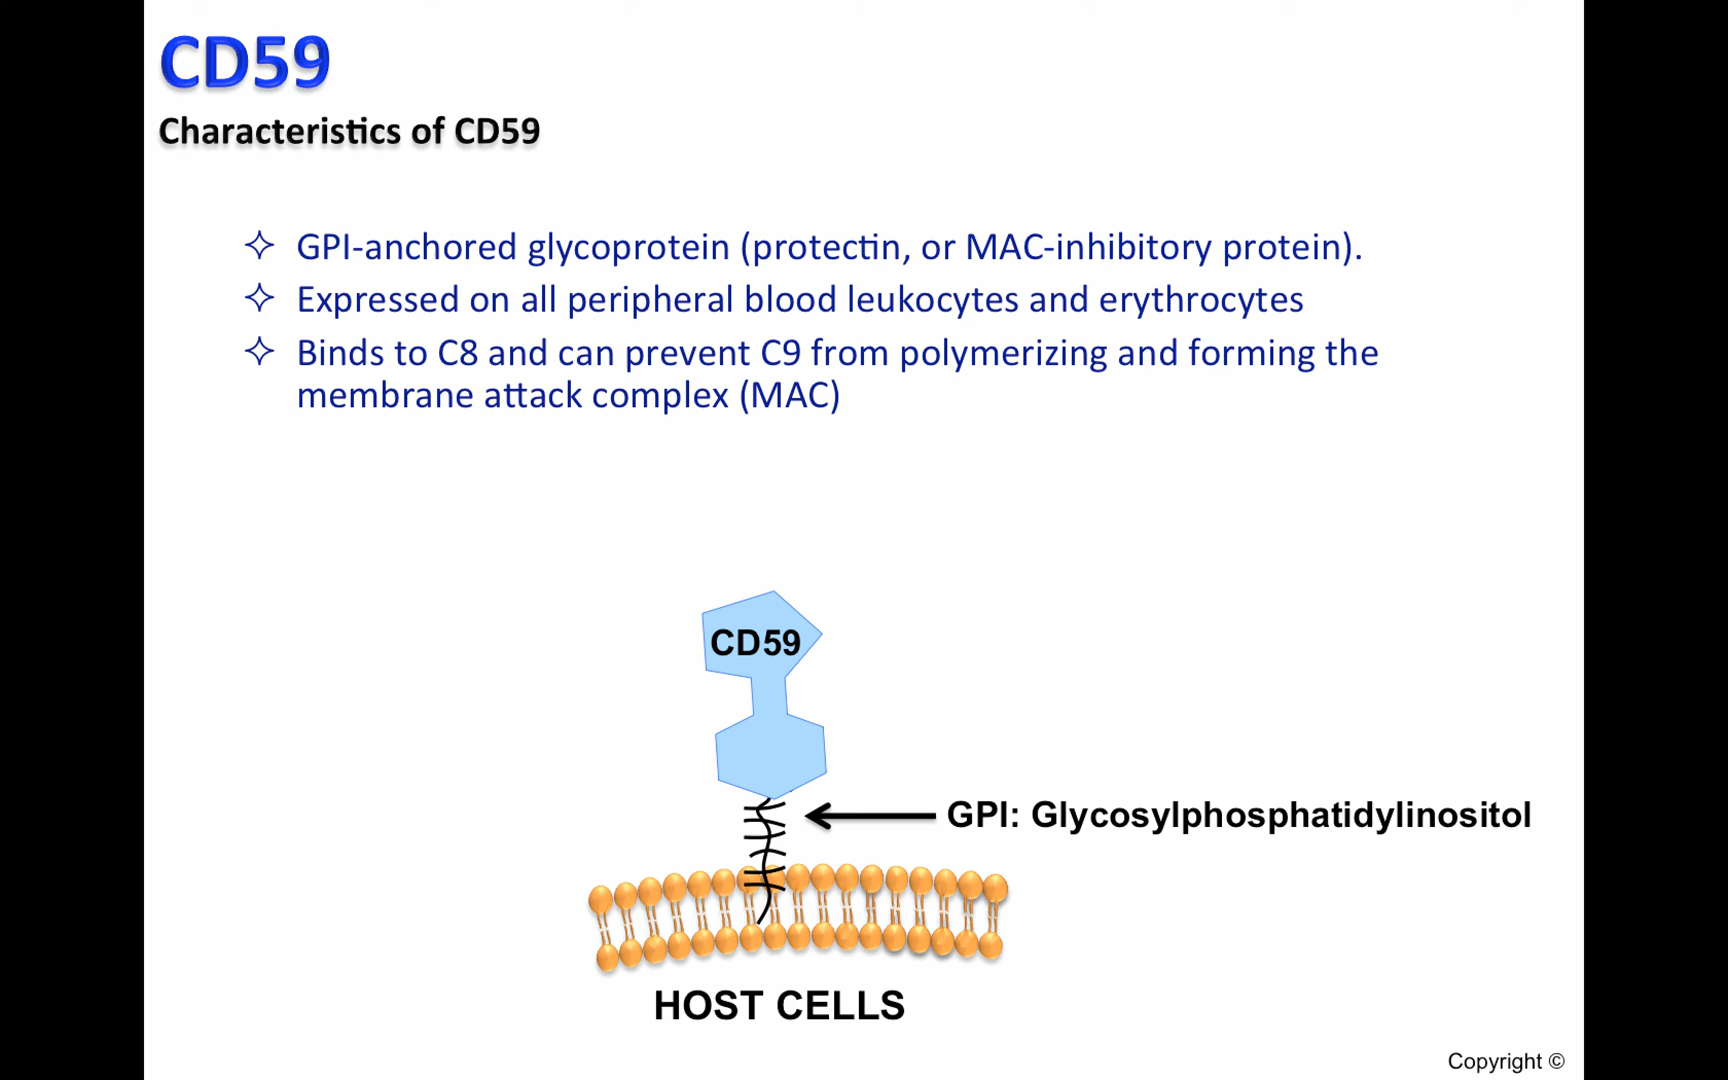 CD59
Characteristics of CD59
✧ GPI-anchored glycoprotein (protectin, or MAC-inhibitory protein).
✧ Expressed on all peripheral blood leukocytes and erythrocytes
✧ Binds to C8 and can prevent C9 from polymerizing and forming the
membrane attack complex (MAC)
CD59
GPI: Glycosylphosphatidylinositol
HOST CELLS
Copyright ©